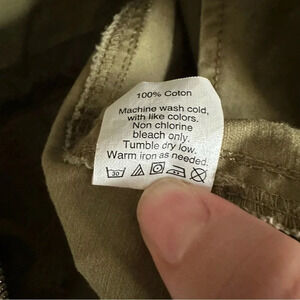 100% Coton
Machine wash cold,
with like colors.
Non chlorine
bleach only.
Tumble dry low.
Warm iron as needed.
30